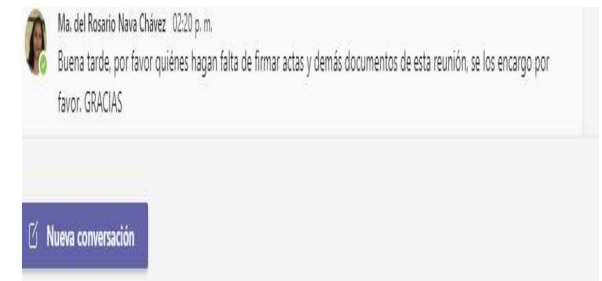 Ma. del Rosario Nava Chávez 02:20 p. m.
Buena tarde, por favor quiénes hagan falta de firmar actas y demás documentos de esta reunión, se los encargo por
favor. GRACIAS
Nueva conversación